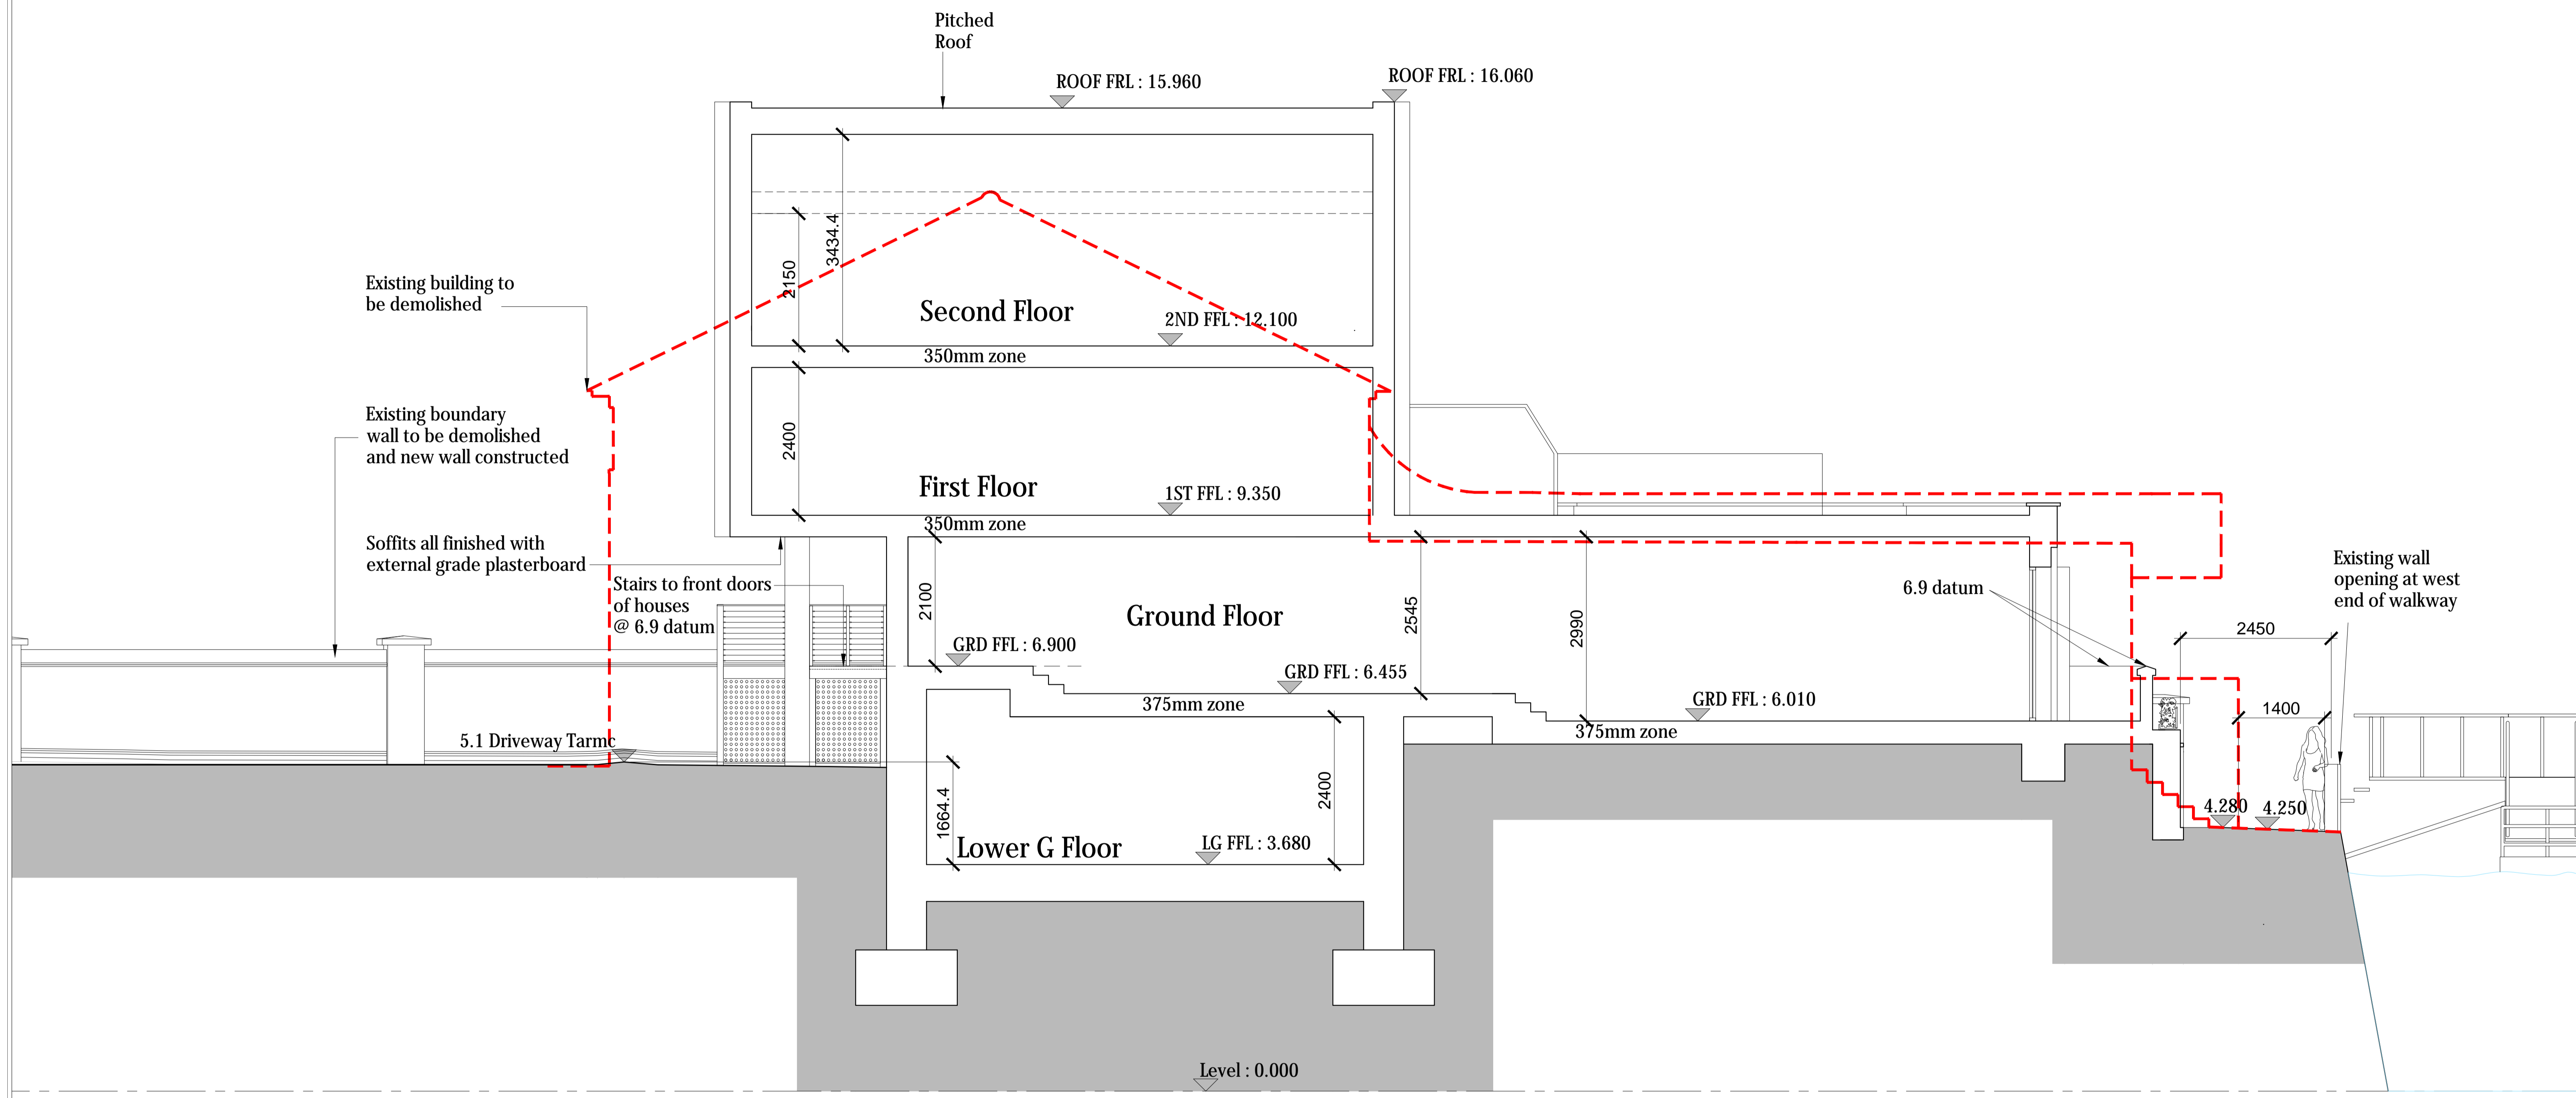 Pitched
Roof
ROOF FRL : 15.960
ROOF FRL : 16.060
3434.4
2150
Existing building to
be demolished
Second Floor
2ND FFL : 12.100
350mm zone
Existing boundary
wall to be demolished
and new wall constructed
2400
First Floor
1ST FFL : 9.350
350mm zone
Soffits all finished with
external grade plasterboard
Stairs to front doors
of houses
@ 6.9 datum
2100
Ground Floor
2545
2990
6.9 datum
Existing wall
opening at west
end of walkway
2450
GRD FFL : 6.900
GRD FFL : 6.455
GRD FFL : 6.010
375mm zone
375mm zone
1400
5.1 Driveway Tarmc
1664.4
2400
4.280
4.250
Lower G Floor
LG FFL : 3.680
Level : 0.000